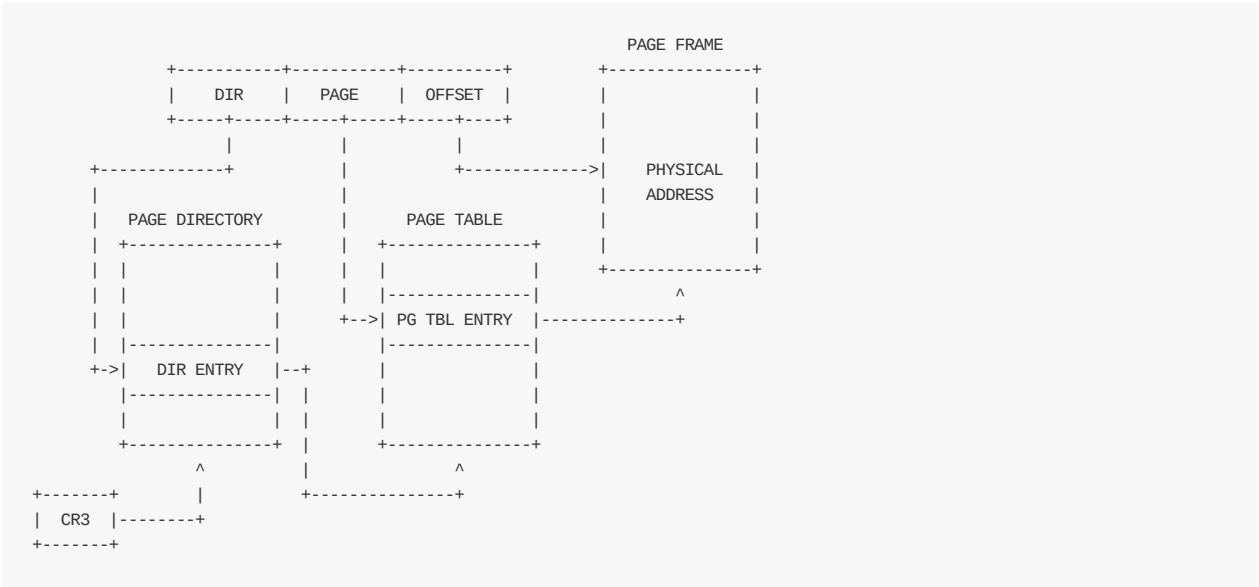 PAGE FRAME
DIR PAGE OFFSET
PHYSICAL
ADDRESS
PAGE DIRECTORY PAGE TABLE
PG TBL ENTRY
DIR ENTRY
CR3